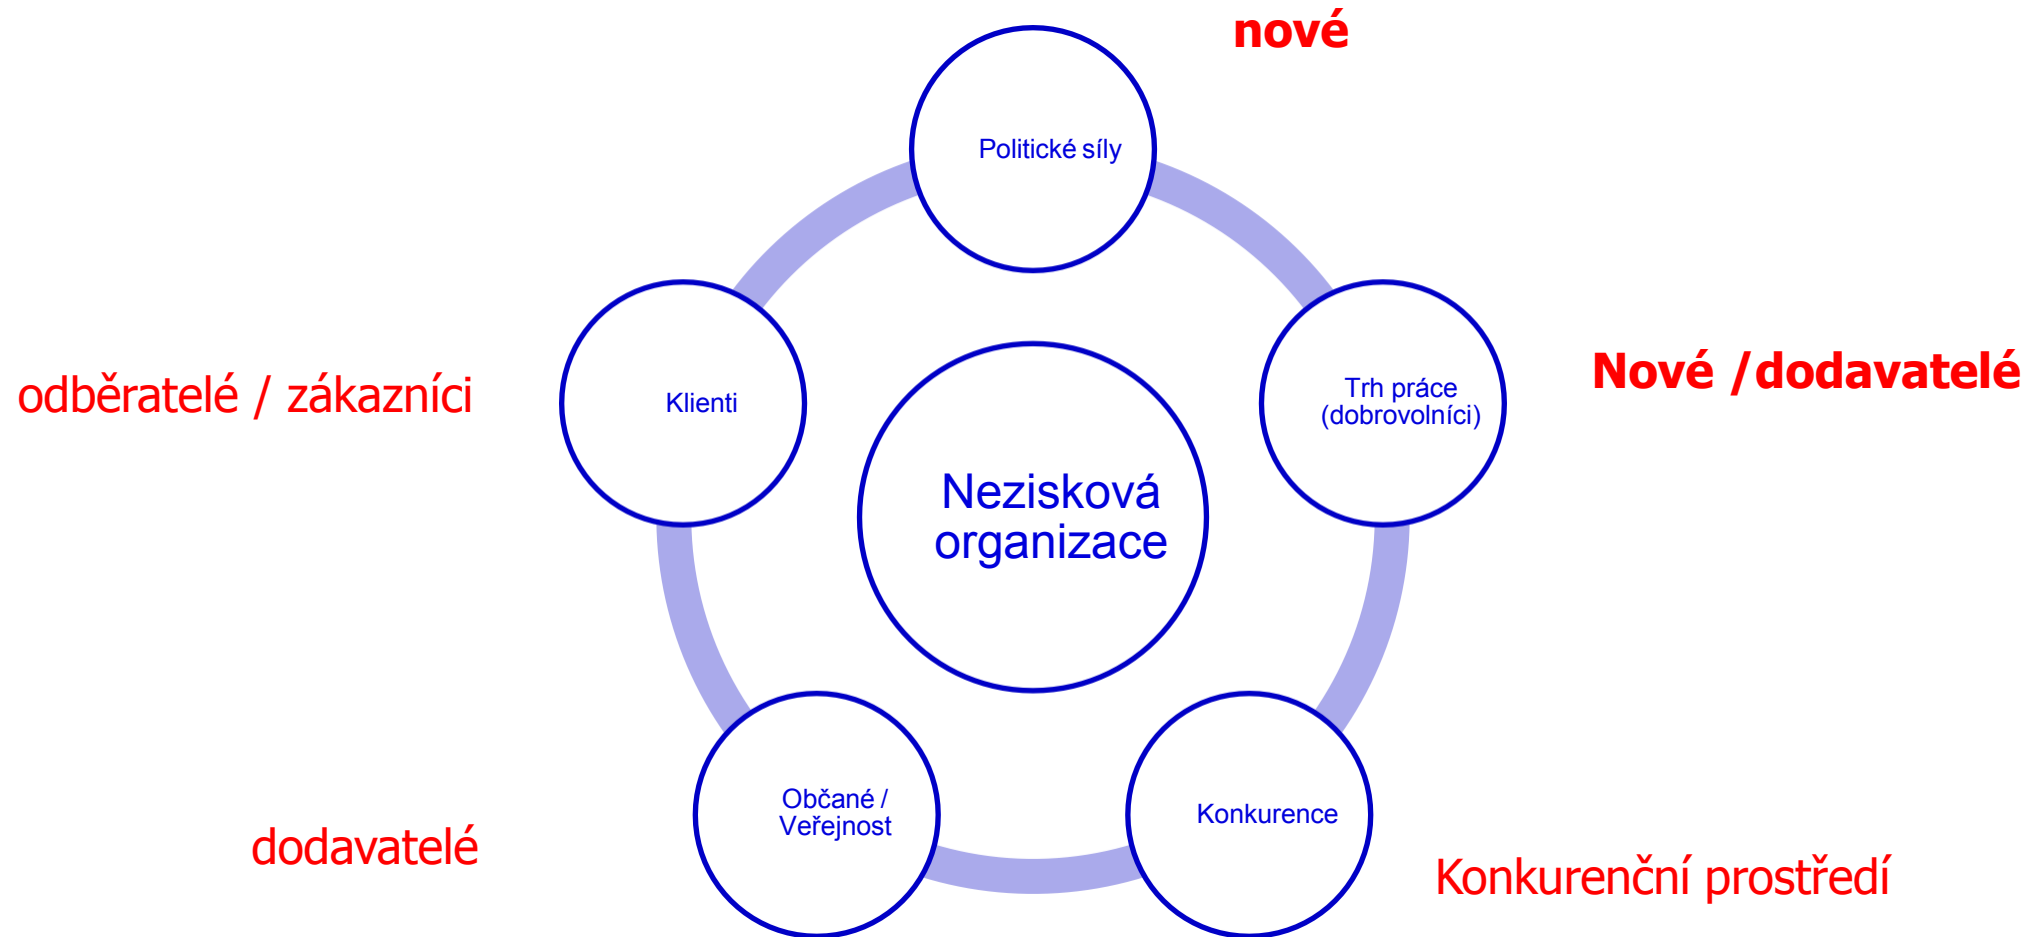 nové
Politické síly
Nové /dodavatelé
odběratelé / zákazníci
Klienti
Trh práce
(dobrovolníci)
Nezisková
organizace
Občané /
Veřejnost
Konkurence
dodavatelé
Konkurenční prostředí